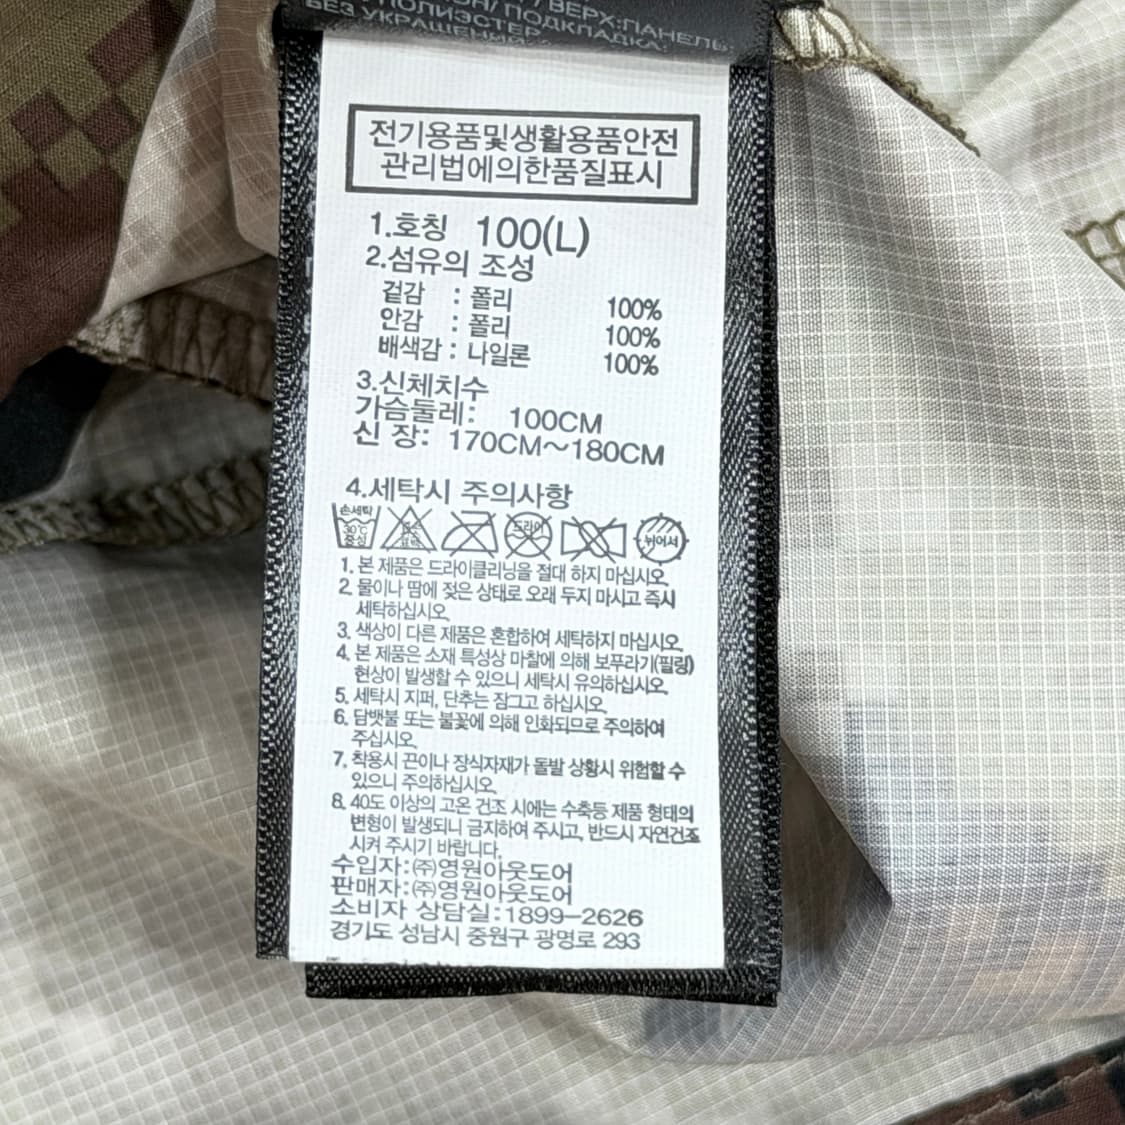 / ВЕРХ:ПАНЕЛЬ:
ПОДКЛАДКА:
БЕЗ УКРАШЕНИЙ
ПОЛИЭСТЕР
전기용품및생활용품안전
관리법에의한품질표시
1.호칭 100(L)
2.섬유의 조성
겉감 : 폴리 100%
안감 : 폴리 100%
배색감 : 나일론 100%
3.신체치수
가슴둘레: 100CM
신 장: 170CM~180CM
4.세탁시 주의사항
손세탁 30℃ 중성 드라이 뉘어서
1. 본 제품은 드라이클리닝을 절대 하지 마십시오.
2. 물이나 땀에 젖은 상태로 오래 두지 마시고 즉시
세탁하십시오.
3. 색상이 다른 제품은 혼합하여 세탁하지 마십시오.
4. 본 제품은 소재 특성상 마찰에 의해 보푸라기(필링)
현상이 발생할 수 있으니 세탁시 유의하십시오.
5. 세탁시 지퍼, 단추는 잠그고 하십시오.
6. 담뱃불 또는 불꽃에 의해 인화되므로 주의하여
주십시오.
7. 착용시 끈이나 장식자재가 돌발 상황시 위험할 수
있으니 주의하십시오.
8. 40도 이상의 고온 건조 시에는 수축등 제품 형태의
변형이 발생되니 금지하여 주시고, 반드시 자연건조
시켜 주시기 바랍니다.
수입자:㈜영원아웃도어
판매자:㈜영원아웃도어
소비자 상담실:1899-2626
경기도 성남시 중원구 광명로 293